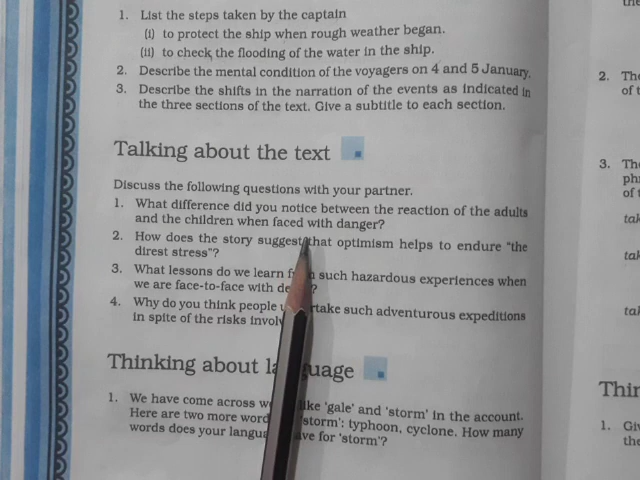 1. List the steps taken by the captain
(i) to protect the ship when rough weather began.
(ii) to check the flooding of the water in the ship.
2. Describe the mental condition of the voyagers on 4 and 5 January.
3. Describe the shifts in the narration of the events as indicated in
the three sections of the text. Give a subtitle to each section.
Talking about the text
Discuss the following questions with your partner.
1. What difference did you notice between the reaction of the adults
and the children when faced with danger?
2. How does the story suggest that optimism helps to endure "the
direst stress"?
3. What lessons do we learn such hazardous experiences when
we are face-to-face with ?
4. Why do you think people such adventurous expeditions
in spite of the risks
Thinking about language
1. We have come across like 'gale' and 'storm' in the account.
Here are two more 'storm': typhoon, cyclone. How many
words does your have for 'storm'?
2.
of
3.
of
1.